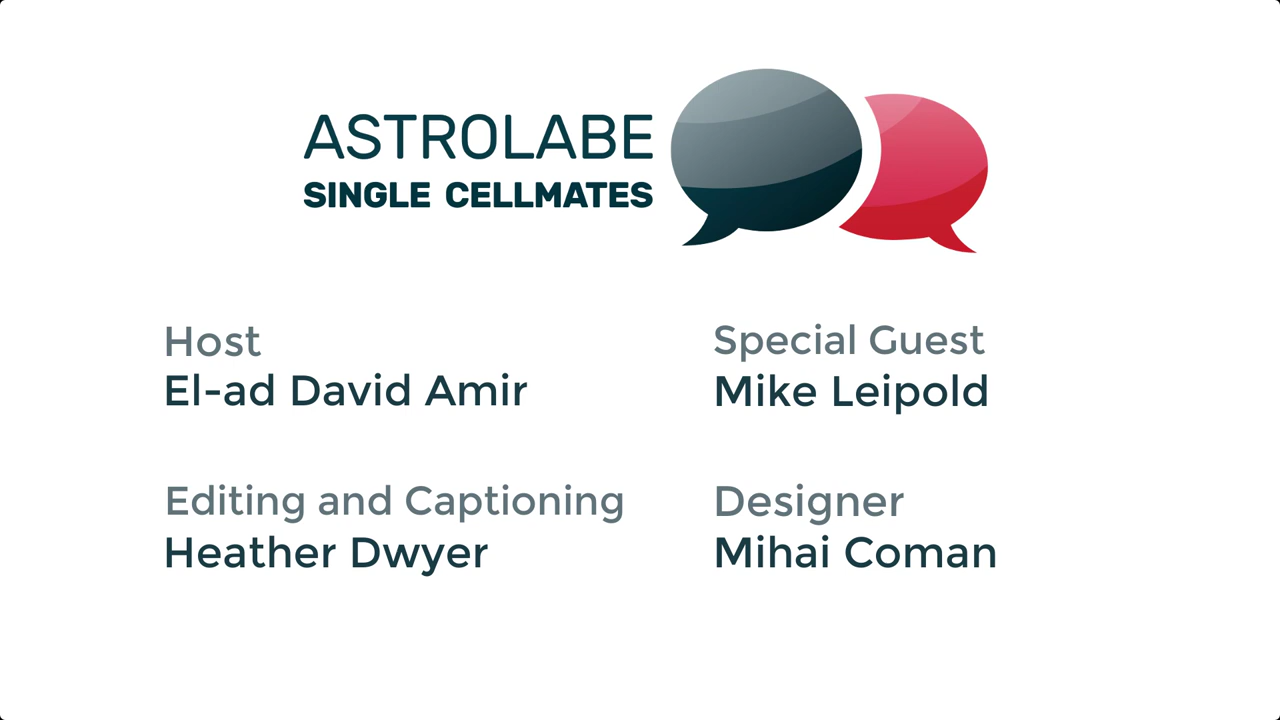 ASTROLABE
SINGLE CELLMATES
Host
El-ad David Amir
Special Guest
Mike Leipold
Editing and Captioning
Heather Dwyer
Designer
Mihai Coman